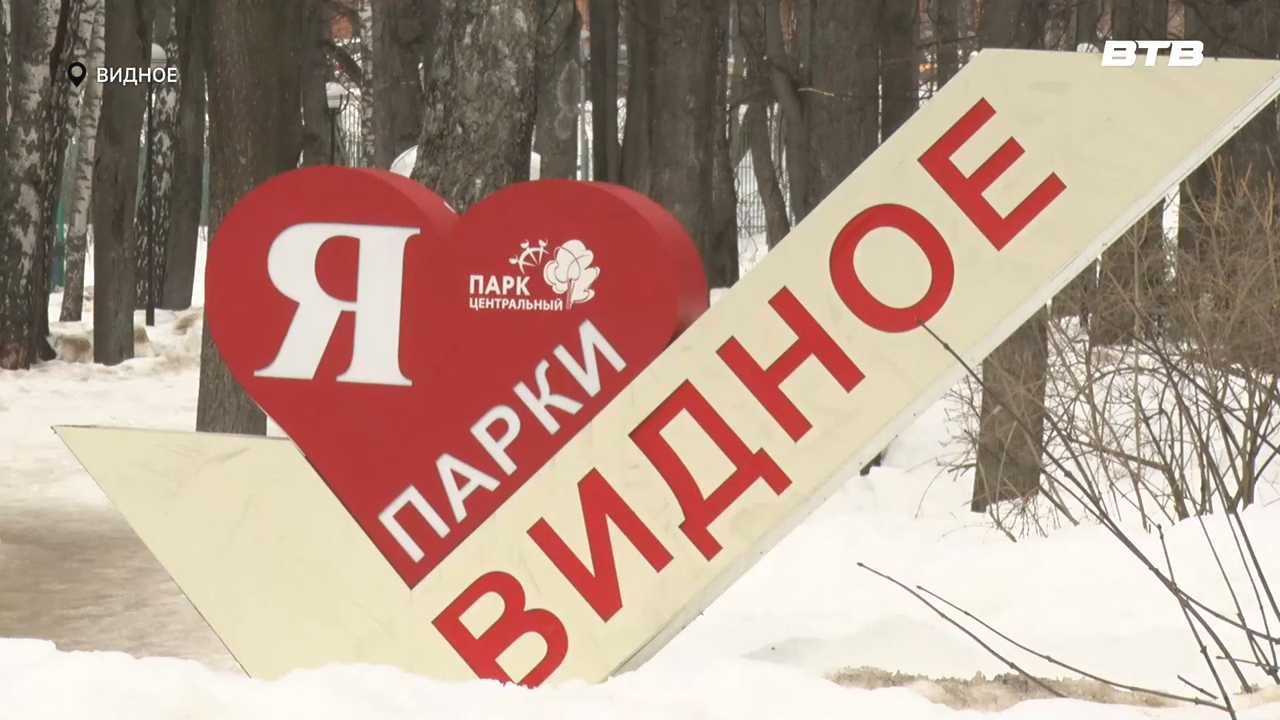 ВИДНОЕ
ВТВ
Я
ПАРК
ЦЕНТРАЛЬНЫЙ
ПАРКИ
ВИДНОЕ